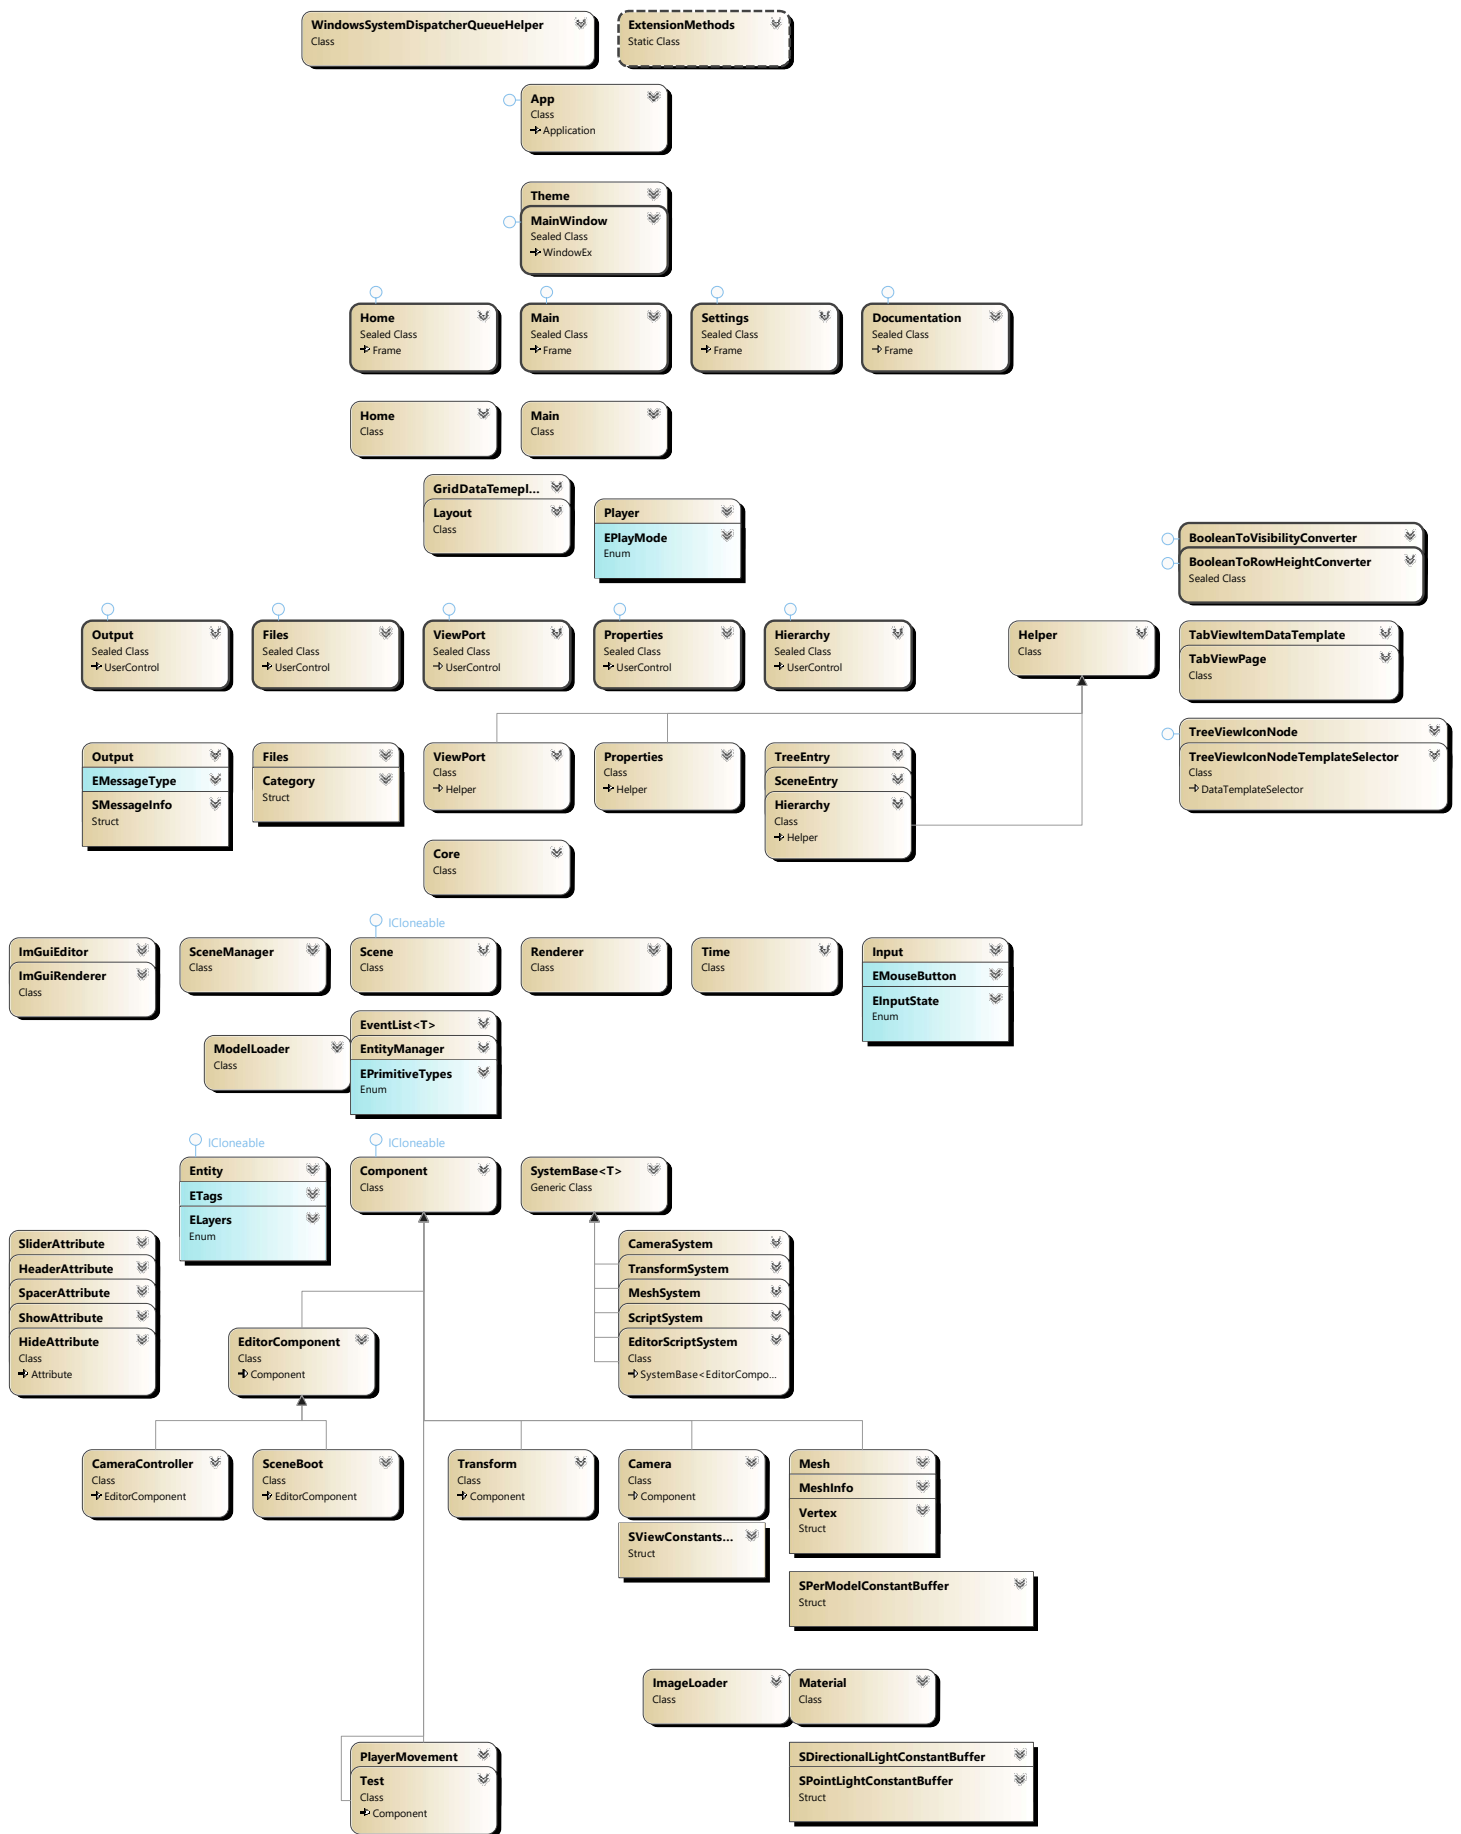 WindowsSystemDispatcherQueueHelper
Class
ExtensionMethods
Static Class
App
Class
Application
Theme
MainWindow
Sealed Class
WindowEx
Home
Sealed Class
Frame
Main
Sealed Class
Frame
Settings
Sealed Class
Frame
Documentation
Sealed Class
Frame
Home
Class
Main
Class
GridDataTemepl...
Layout
Class
Player
EPlayMode
Enum
BooleanToVisibilityConverter
BooleanToRowHeightConverter
Sealed Class
Output
Sealed Class
UserControl
Files
Sealed Class
UserControl
ViewPort
Sealed Class
UserControl
Properties
Sealed Class
UserControl
Hierarchy
Sealed Class
UserControl
Helper
Class
TabViewItemDataTemplate
TabViewPage
Class
Output
EMessageType
SMessageInfo
Struct
Files
Category
Struct
ViewPort
Class
Helper
Properties
Class
Helper
TreeEntry
SceneEntry
Hierarchy
Class
Helper
TreeViewIconNode
TreeViewIconNodeTemplateSelector
Class
DataTemplateSelector
Core
Class
ICloneable
ImGuiEditor
ImGuiRenderer
Class
SceneManager
Class
Scene
Class
Renderer
Class
Time
Class
Input
EMouseButton
EInputState
Enum
ModelLoader
Class
EventList<T>
EntityManager
EPrimitiveTypes
Enum
ICloneable
ICloneable
Entity
ETags
ELayers
Enum
Component
Class
SystemBase<T>
Generic Class
SliderAttribute
HeaderAttribute
SpacerAttribute
ShowAttribute
HideAttribute
Class
Attribute
CameraSystem
TransformSystem
MeshSystem
ScriptSystem
EditorScriptSystem
Class
SystemBase<EditorCompo...
EditorComponent
Class
Component
CameraController
Class
EditorComponent
SceneBoot
Class
EditorComponent
Transform
Class
Component
Camera
Class
Component
SViewConstants...
Struct
Mesh
MeshInfo
Vertex
Struct
SPerModelConstantBuffer
Struct
ImageLoader
Class
Material
Class
PlayerMovement
Test
Class
Component
SDirectionalLightConstantBuffer
SPointLightConstantBuffer
Struct